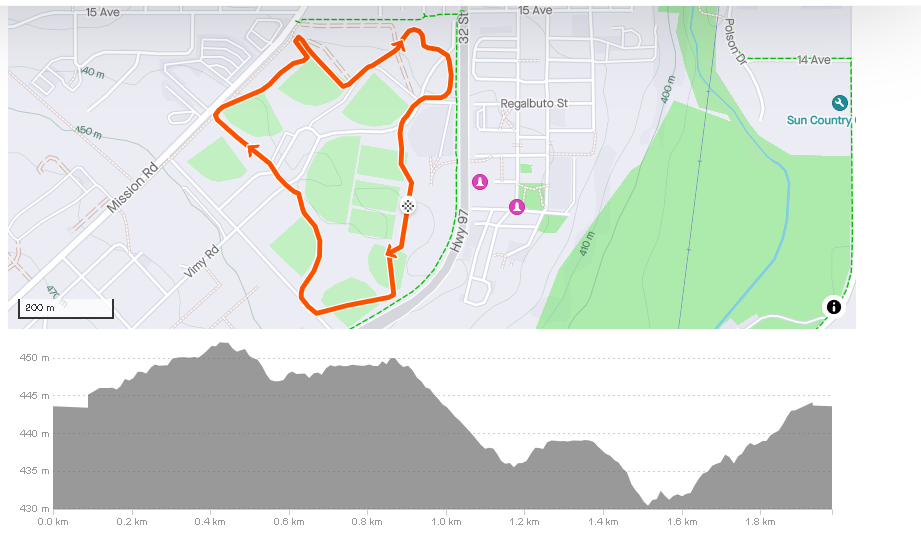 15 Ave
32 St
15 Ave
Polson Dr
14 Ave
40 m
400 m
Regalbuto St
Sun Country
450 m
Mission Rd
Hwy 97
410 m
Vimy Rd
200 m
450 m
445 m
440 m
435 m
430 m
0.0 km 0.2 km 0.4 km 0.6 km 0.8 km 1.0 km 1.2 km 1.4 km 1.6 km 1.8 km